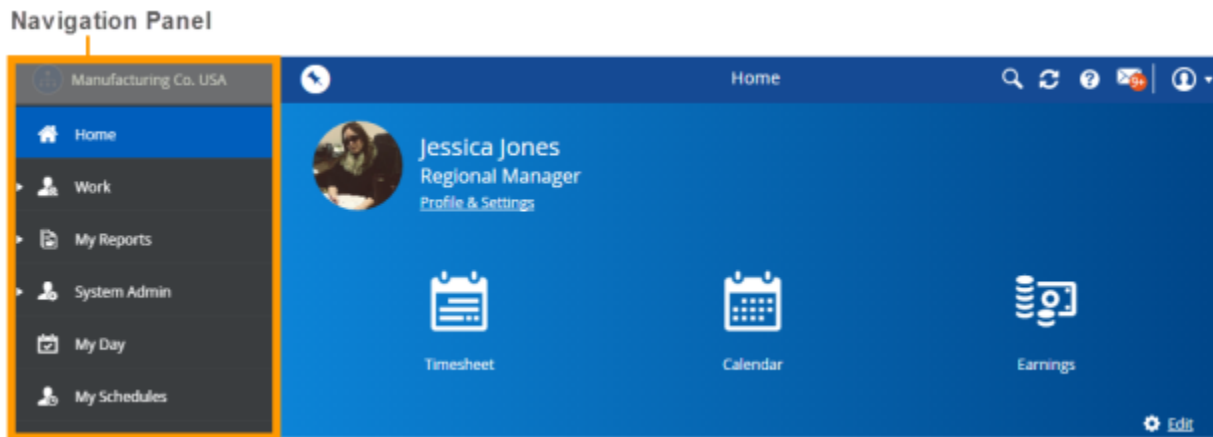 Navigation Panel
Manufacturing Co. USA
Home
9+
Home
Work
My Reports
System Admin
My Day
My Schedules
Jessica Jones
Regional Manager
Profile & Settings
Timesheet
Calendar
Earnings
Edit